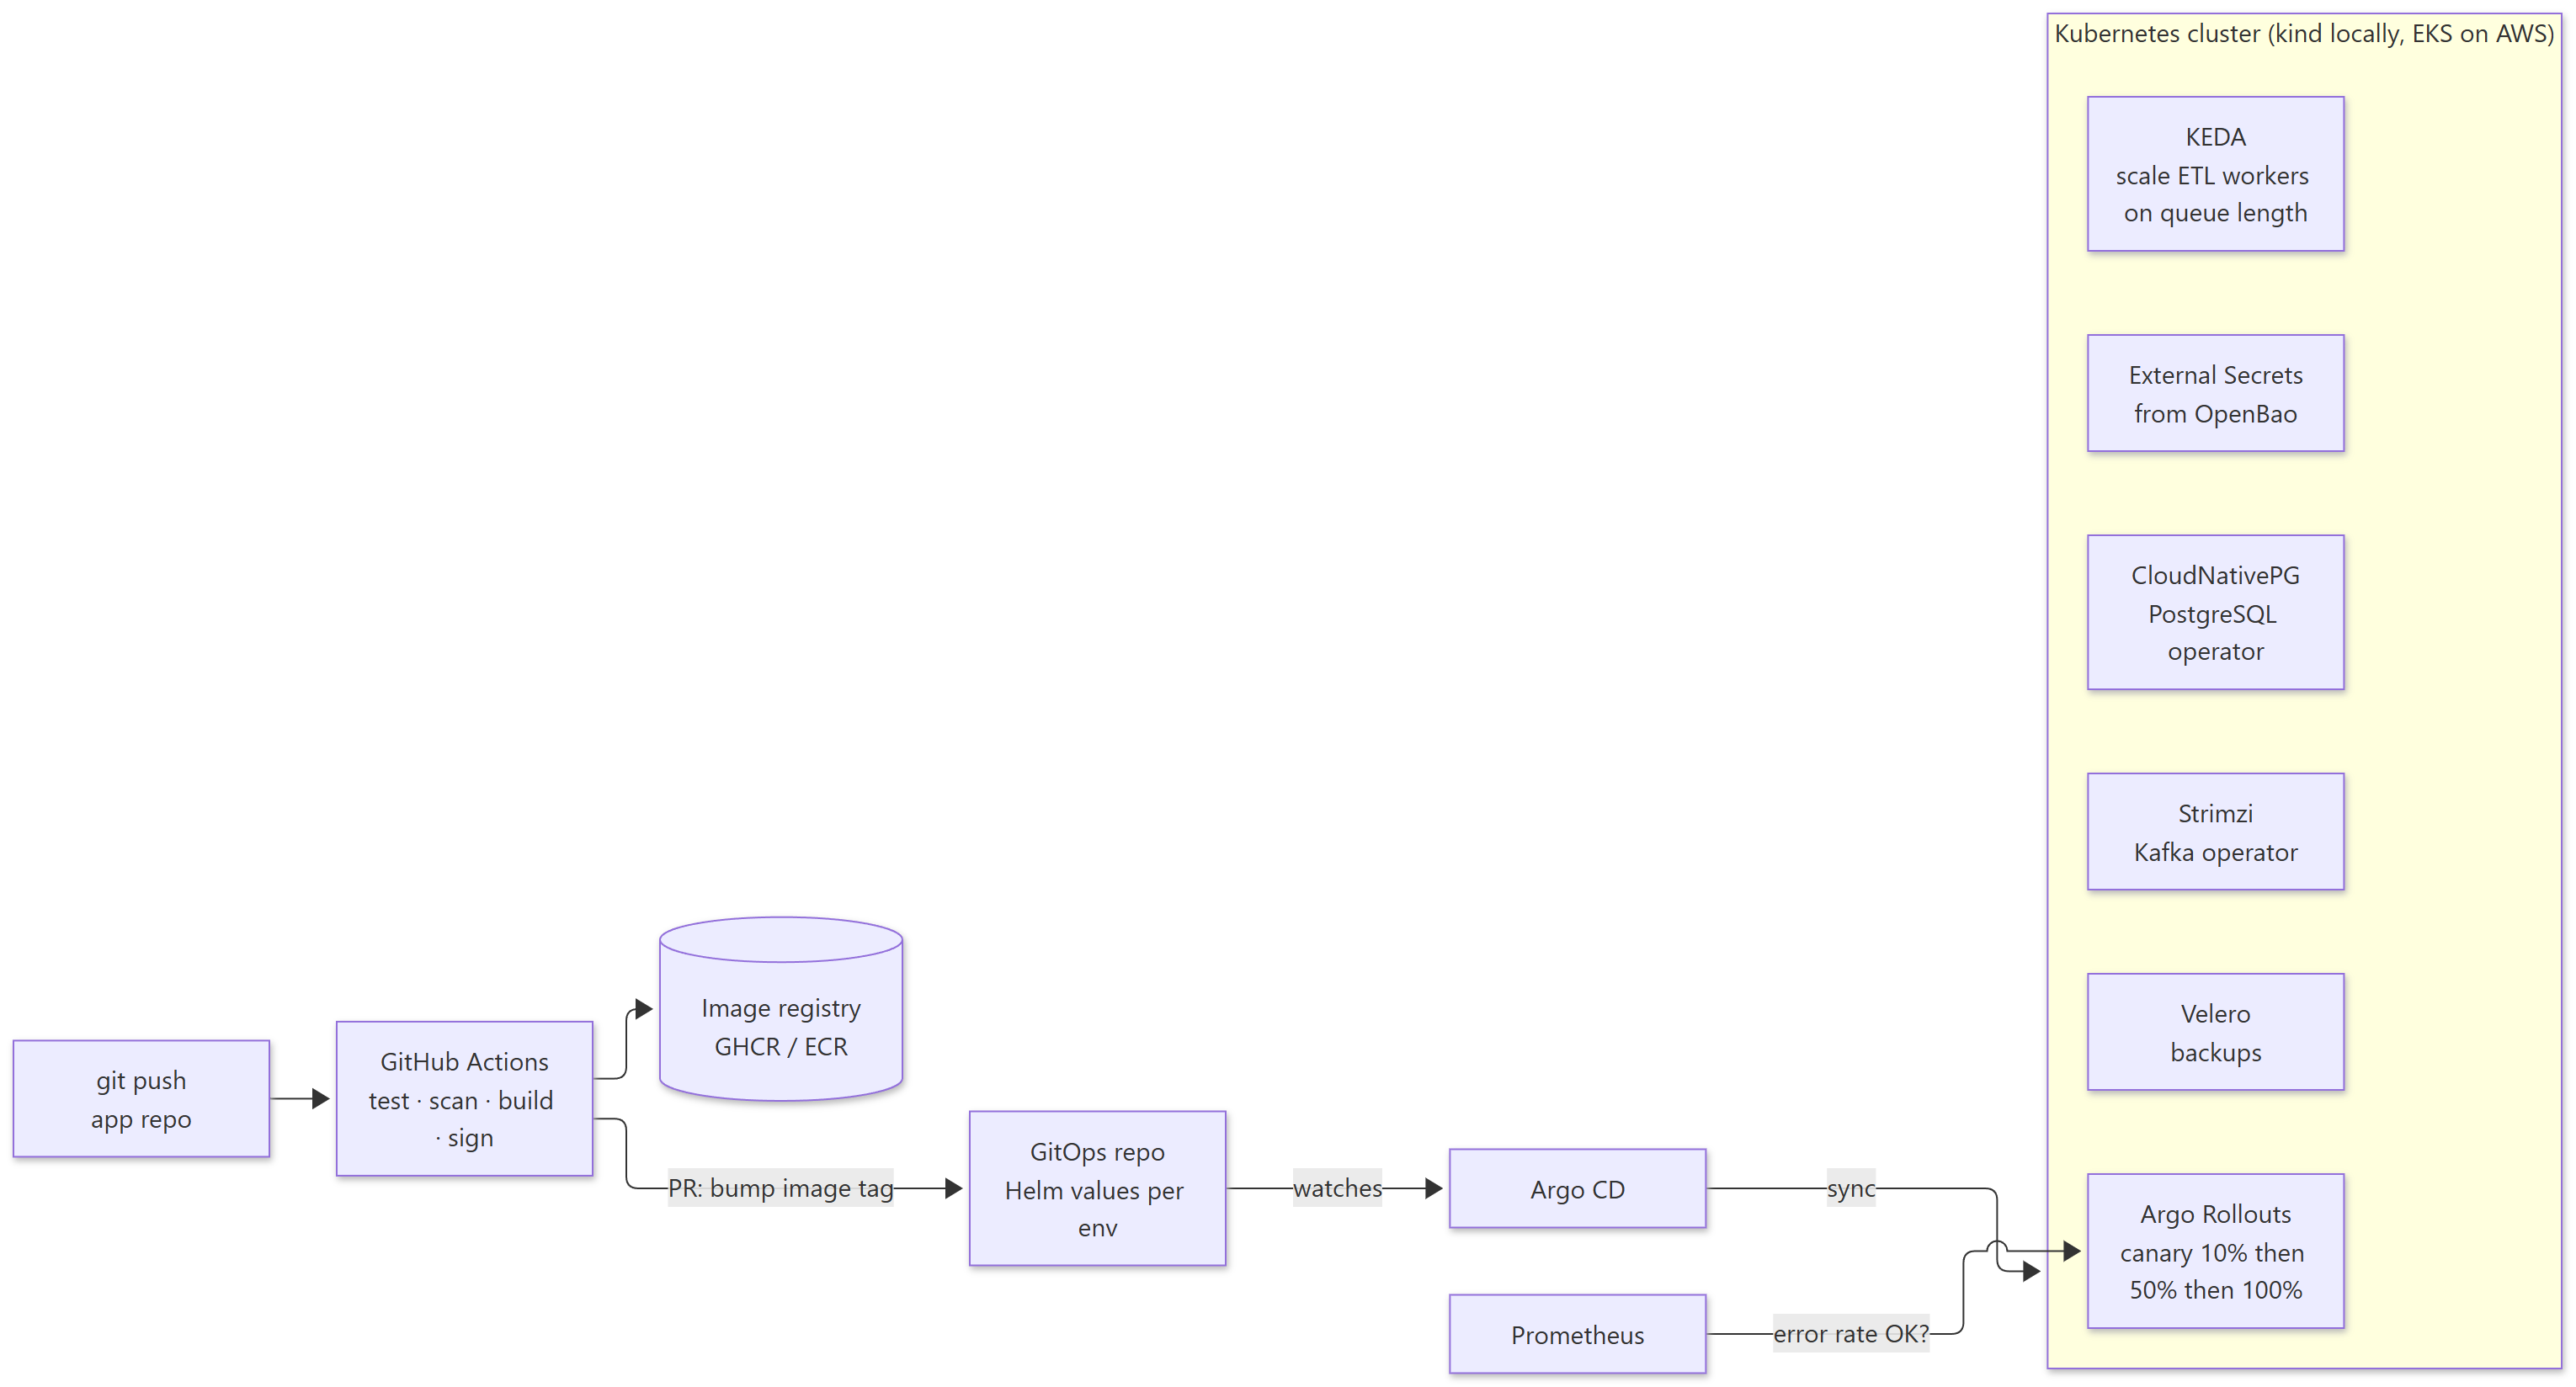 Kubernetes cluster (kind locally, EKS on AWS)
KEDA
scale ETL workers
on queue length
External Secrets
from OpenBao
CloudNativePG
PostgreSQL
operator
Strimzi
Kafka operator
Velero
backups
Argo Rollouts
canary 10% then
50% then 100%
git push
app repo
GitHub Actions
test · scan · build
· sign
Image registry
GHCR / ECR
PR: bump image tag
GitOps repo
Helm values per
env
watches
Argo CD
sync
Prometheus
error rate OK?